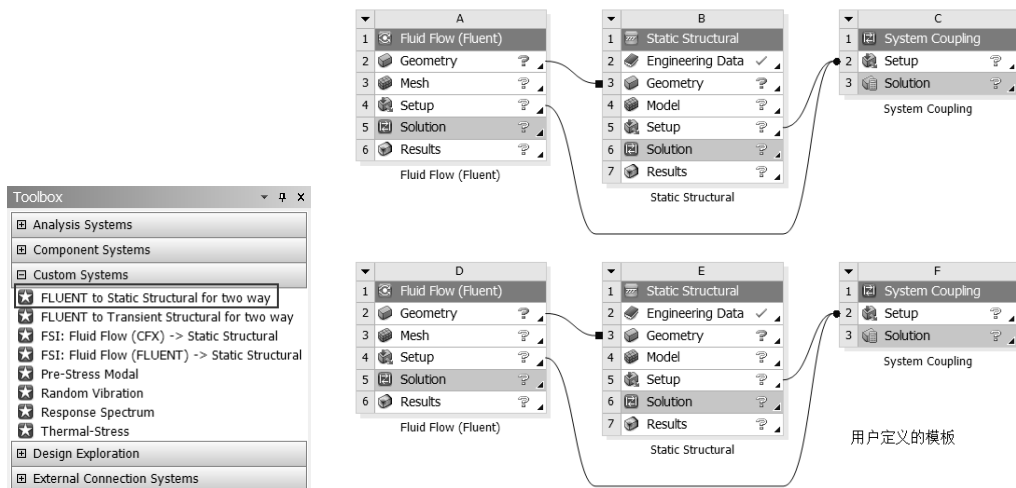 A
1 Fluid Flow (Fluent)
2 Geometry ?
3 Mesh ?
4 Setup ?
5 Solution ?
6 Results ?
Fluid Flow (Fluent)
B
1 Static Structural
2 Engineering Data ✓
3 Geometry ?
4 Model ?
5 Setup ?
6 Solution ?
7 Results ?
Static Structural
C
1 System Coupling
2 Setup ?
3 Solution ?
System Coupling
Toolbox
Analysis Systems
Component Systems
Custom Systems
FLUENT to Static Structural for two way
FLUENT to Transient Structural for two way
FSI: Fluid Flow (CFX) -> Static Structural
FSI: Fluid Flow (FLUENT) -> Static Structural
Pre-Stress Modal
Random Vibration
Response Spectrum
Thermal-Stress
Design Exploration
External Connection Systems
D
1 Fluid Flow (Fluent)
2 Geometry ?
3 Mesh ?
4 Setup ?
5 Solution ?
6 Results ?
Fluid Flow (Fluent)
E
1 Static Structural
2 Engineering Data ✓
3 Geometry ?
4 Model ?
5 Setup ?
6 Solution ?
7 Results ?
Static Structural
F
1 System Coupling
2 Setup ?
3 Solution ?
System Coupling
用户定义的模板